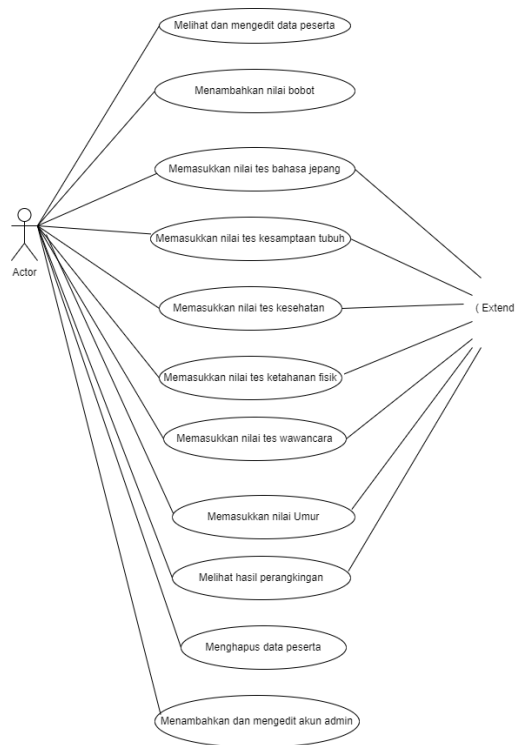 Melihat dan mengedit data peserta
Menambahkan nilai bobot
Memasukkan nilai tes bahasa jepang
Memasukkan nilai tes kesamptaan tubuh
Actor
Memasukkan nilai tes kesehatan
( Extend
Memasukkan nilai tes ketahanan fisik
Memasukkan nilai tes wawancara
Memasukkan nilai Umur
Melihat hasil perangkingan
Menghapus data peserta
Menambahkan dan mengedit akun admin